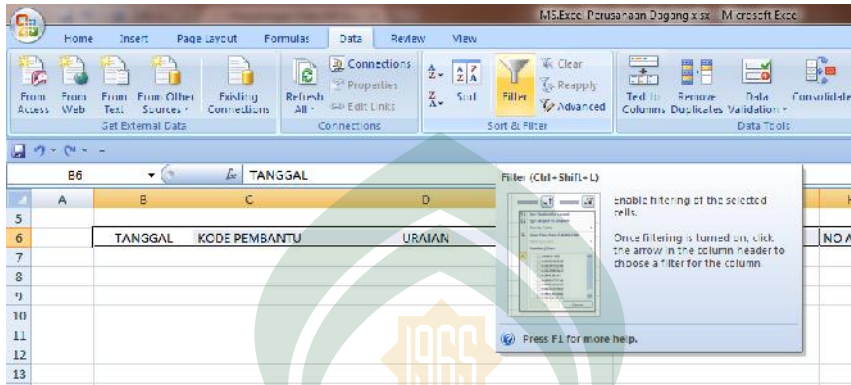 MS.Excel Perusahaan Dagang.xlsx - Microsoft Excel
Home Insert Page Layout Formulas Data Review View
From Access From Web From Text From Other Sources Existing Connections Refresh All Connections Properties Edit Links Sort Filter Clear Reapply Advanced Text to Columns Remove Duplicates Data Validation Consolidate
Get External Data Connections Sort & Filter Data Tools
B6 fx TANGGAL
A B C D
5
6 TANGGAL KODE PEMBANTU URAIAN NO A
7
8
9
10
11
12
13
Filter (Ctrl+Shift+L)
Enable filtering of the selected
cells.
Once filtering is turned on, click
the arrow in the column header to
choose a filter for the column.
Press F1 for more help.
1965